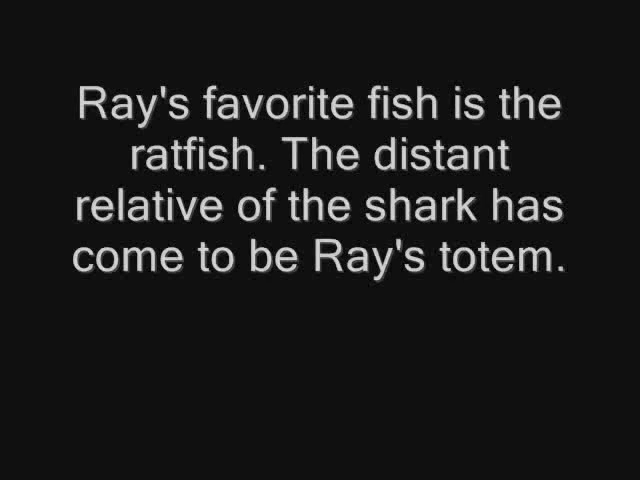 Ray's favorite fish is the
ratfish. The distant
relative of the shark has
come to be Ray's totem.